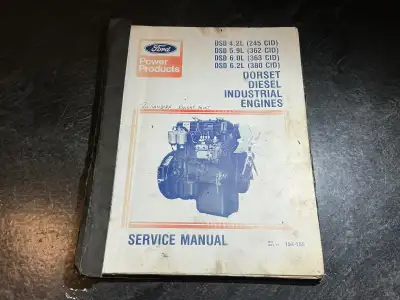 Ford
Power
Products
DSD 4.2L (245 CID)
DSD 5.9L (362 CID)
DSD 6.0L (363 CID)
DSD 6.2L (380 CID)
DORSET
DIESEL
INDUSTRIAL
ENGINES
SERVICE MANUAL